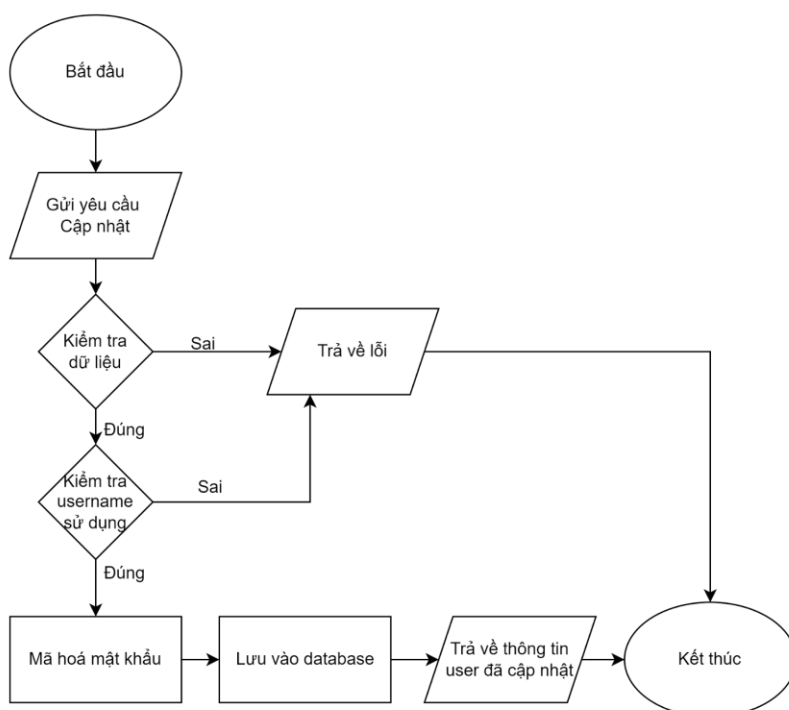 Bắt đầu
Gửi yêu cầu
Cập nhật
Kiểm tra
dữ liệu
Sai
Trả về lỗi
Đúng
Kiểm tra
username
sử dụng
Sai
Đúng
Mã hoá mật khẩu
Lưu vào database
Trả về thông tin
user đã cập nhật
Kết thúc